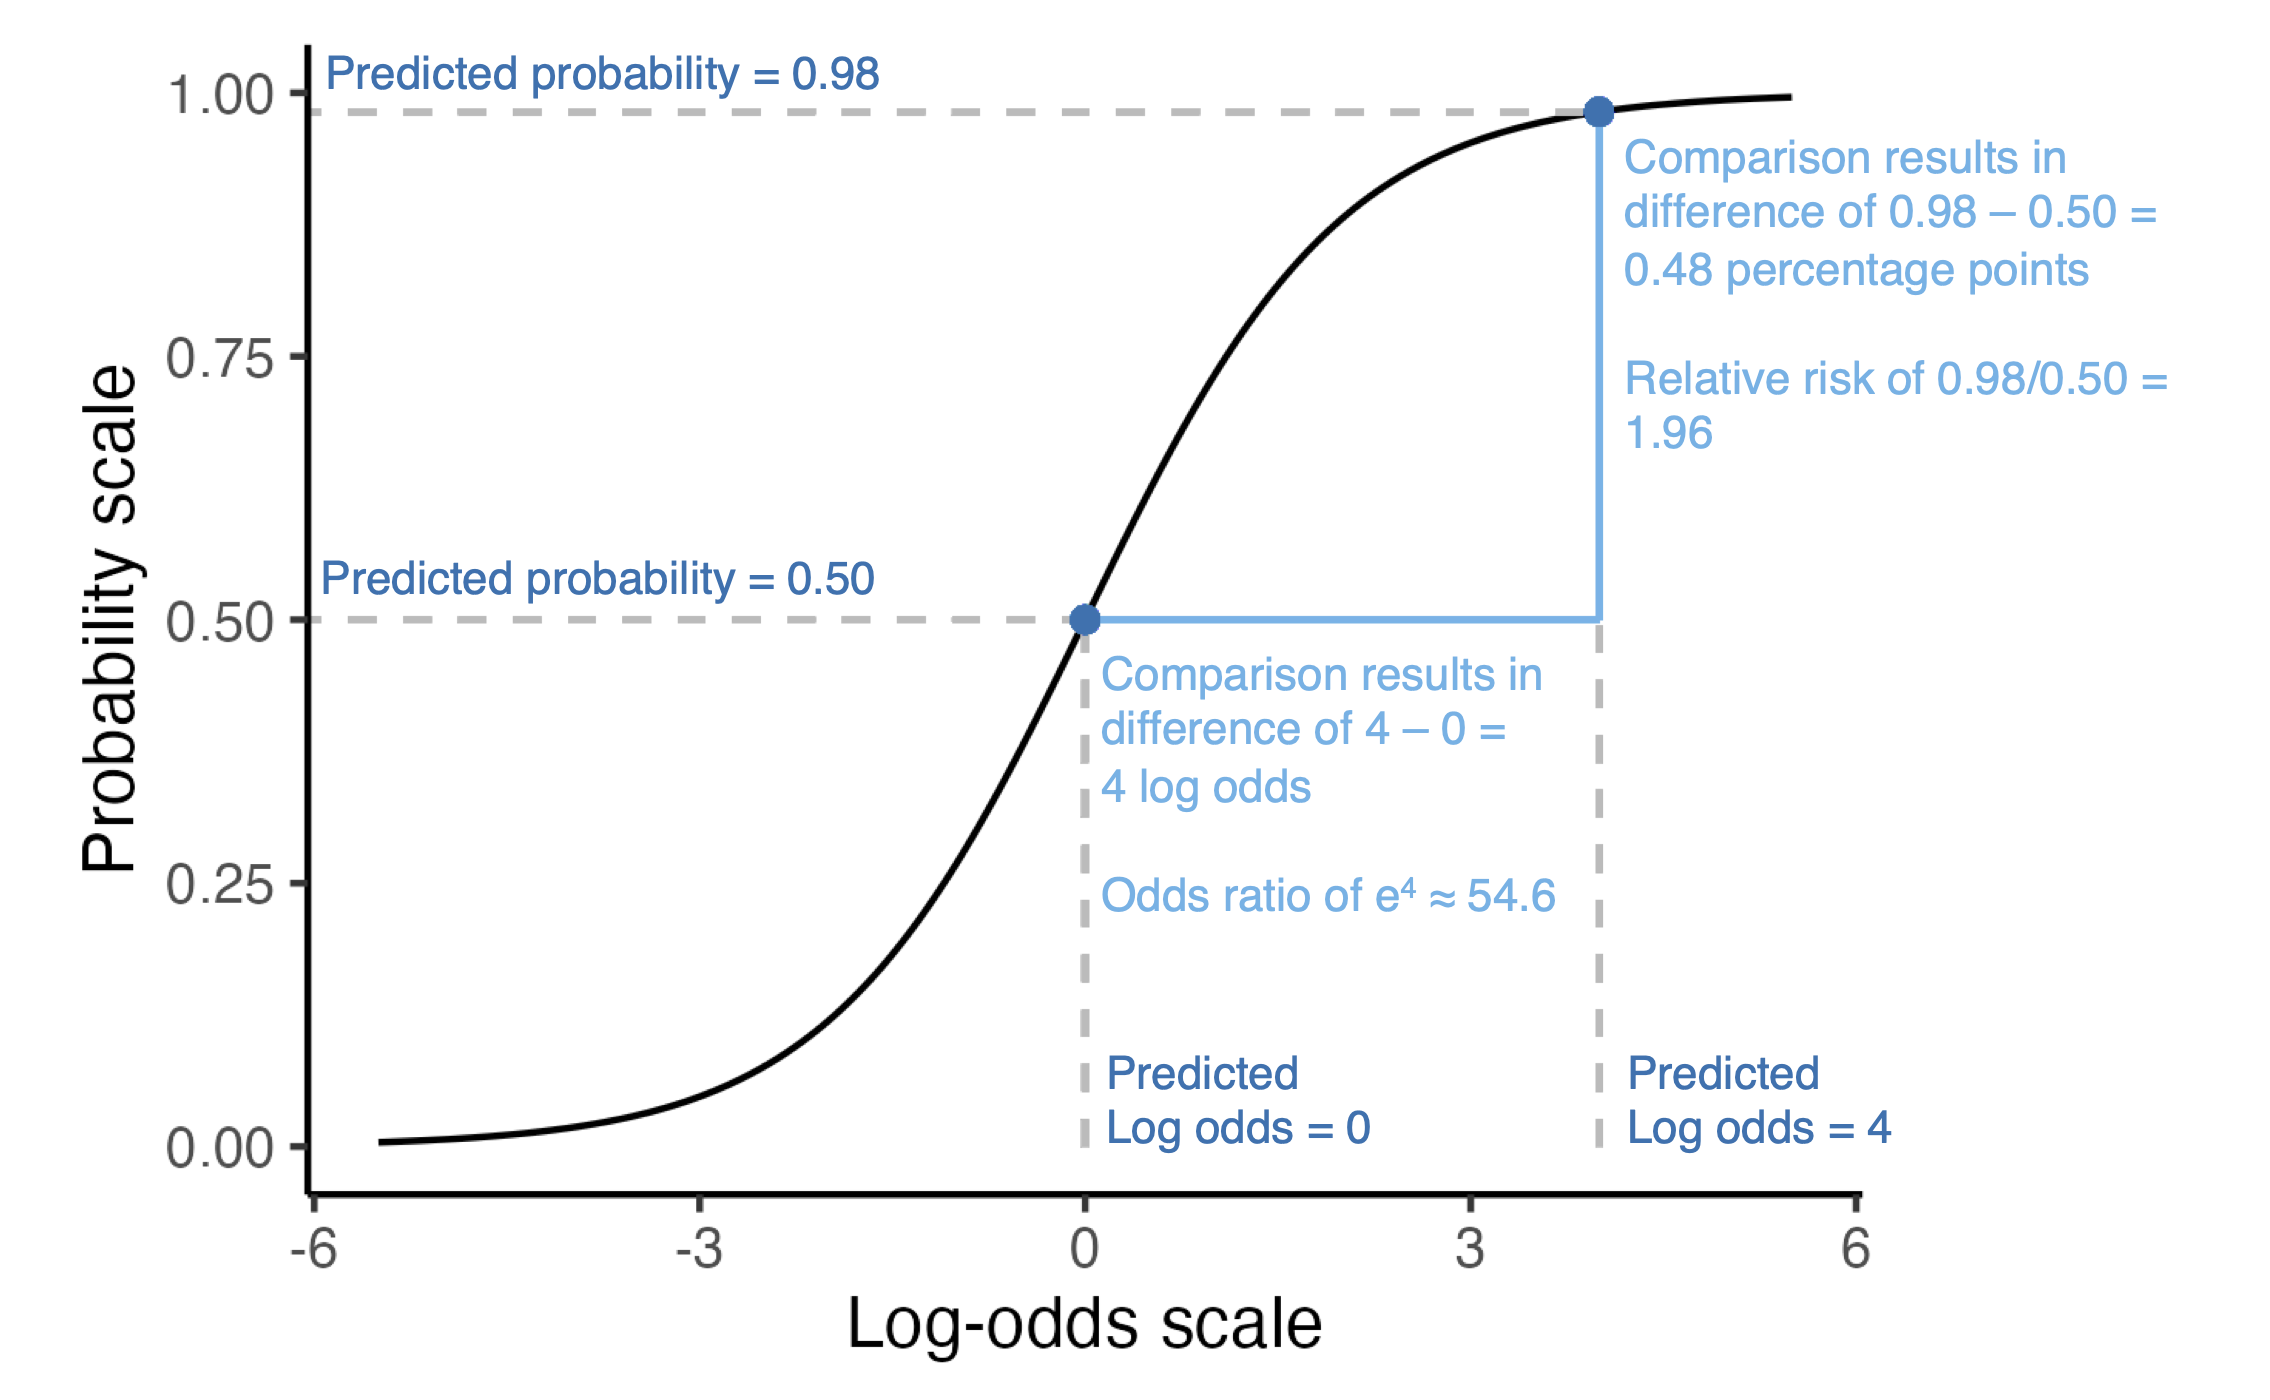 Predicted probability = 0.98
1.00
Comparison results in
difference of 0.98 – 0.50 =
0.48 percentage points
0.75
Relative risk of 0.98/0.50 =
1.96
Probability scale
Predicted probability = 0.50
0.50
Comparison results in
difference of 4 – 0 =
4 log odds
0.25
Odds ratio of e⁴ ≈ 54.6
Predicted
Log odds = 0
Predicted
Log odds = 4
0.00
-6 -3 0 3 6
Log-odds scale